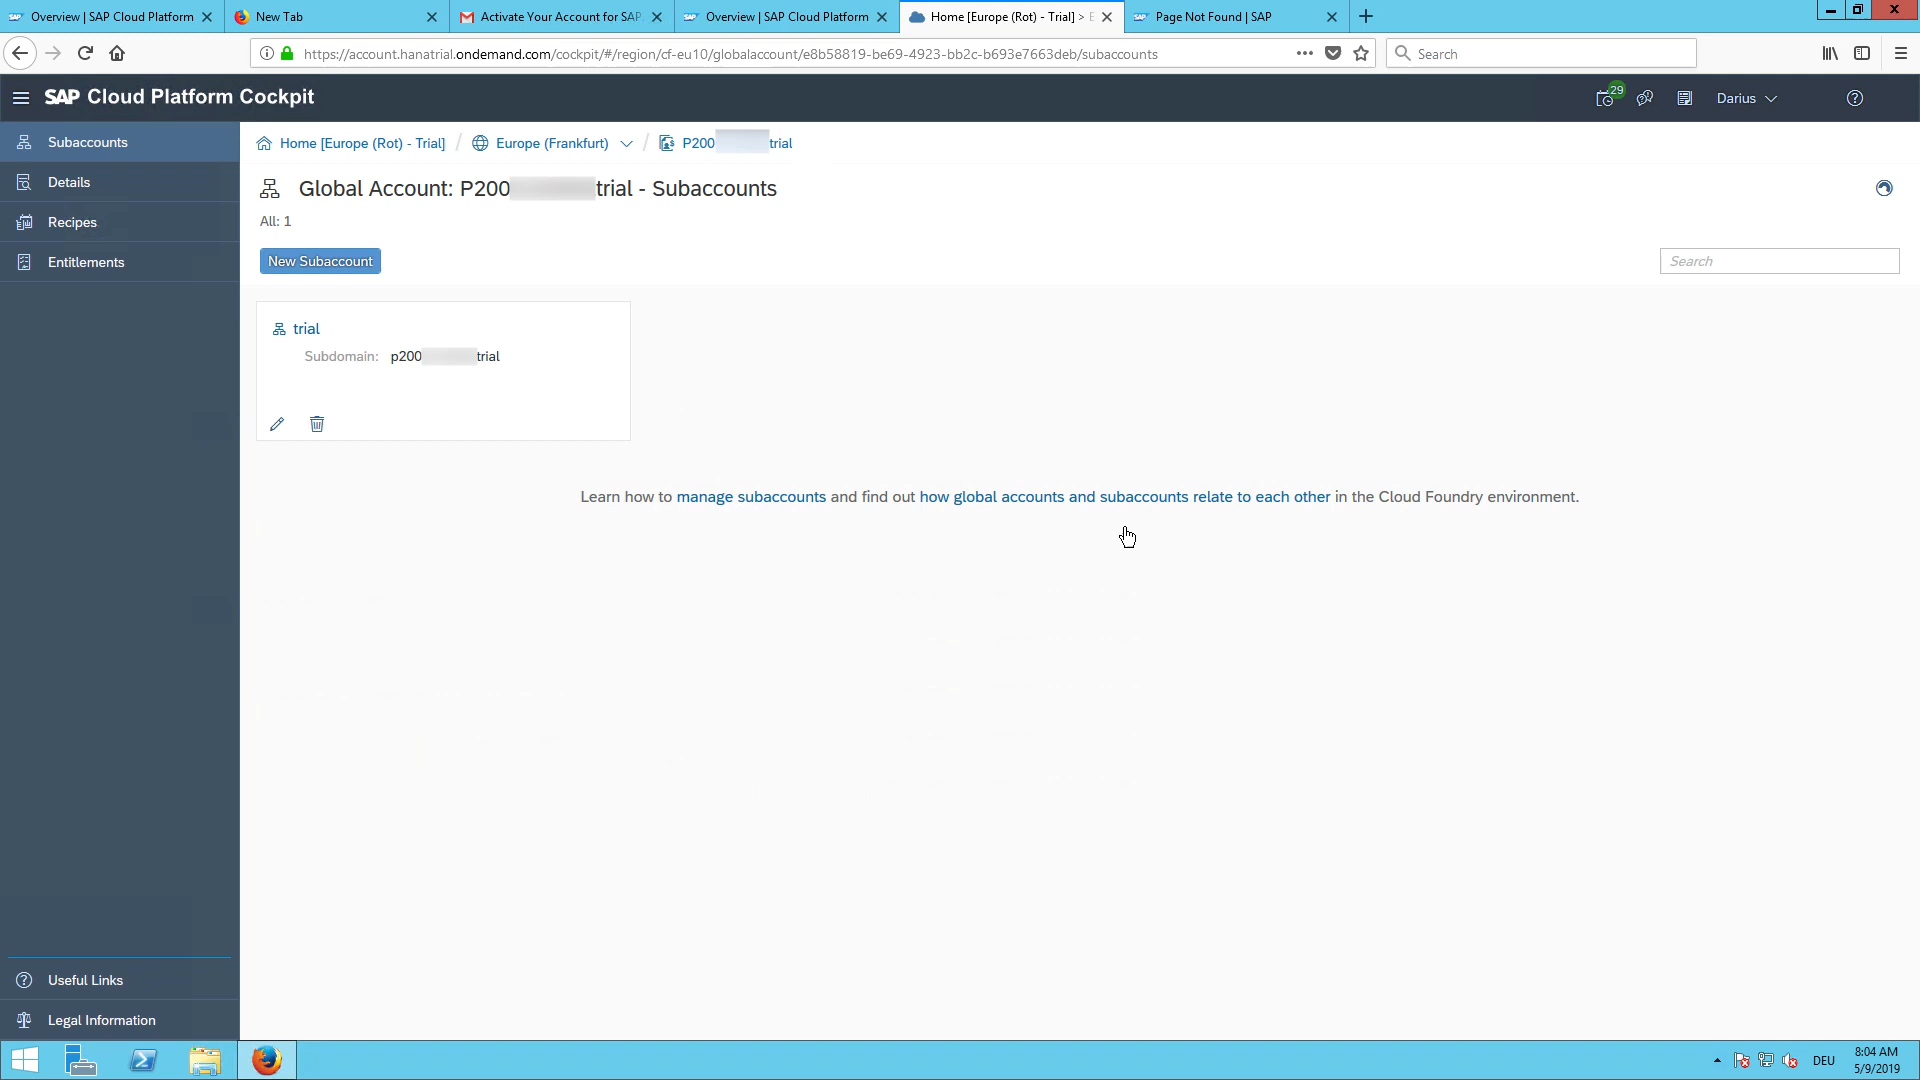 Overview | SAP Cloud Platform
New Tab
Activate Your Account for SAP
Overview | SAP Cloud Platform
Home [Europe (Rot) - Trial] > E
Page Not Found | SAP
https://account.hanatrial.ondemand.com/cockpit/#/region/cf-eu10/globalaccount/e8b58819-be69-4923-bb2c-b693e7663deb/subaccounts
Search
SAP Cloud Platform Cockpit
29
Darius
Subaccounts
Details
Recipes
Entitlements
Home [Europe (Rot) - Trial] / Europe (Frankfurt) / P200 trial
Global Account: P200 trial - Subaccounts
All: 1
New Subaccount
Search
trial
Subdomain: p200 trial
Learn how to manage subaccounts and find out how global accounts and subaccounts relate to each other in the Cloud Foundry environment.
Useful Links
Legal Information
DEU
8:04 AM
5/9/2019